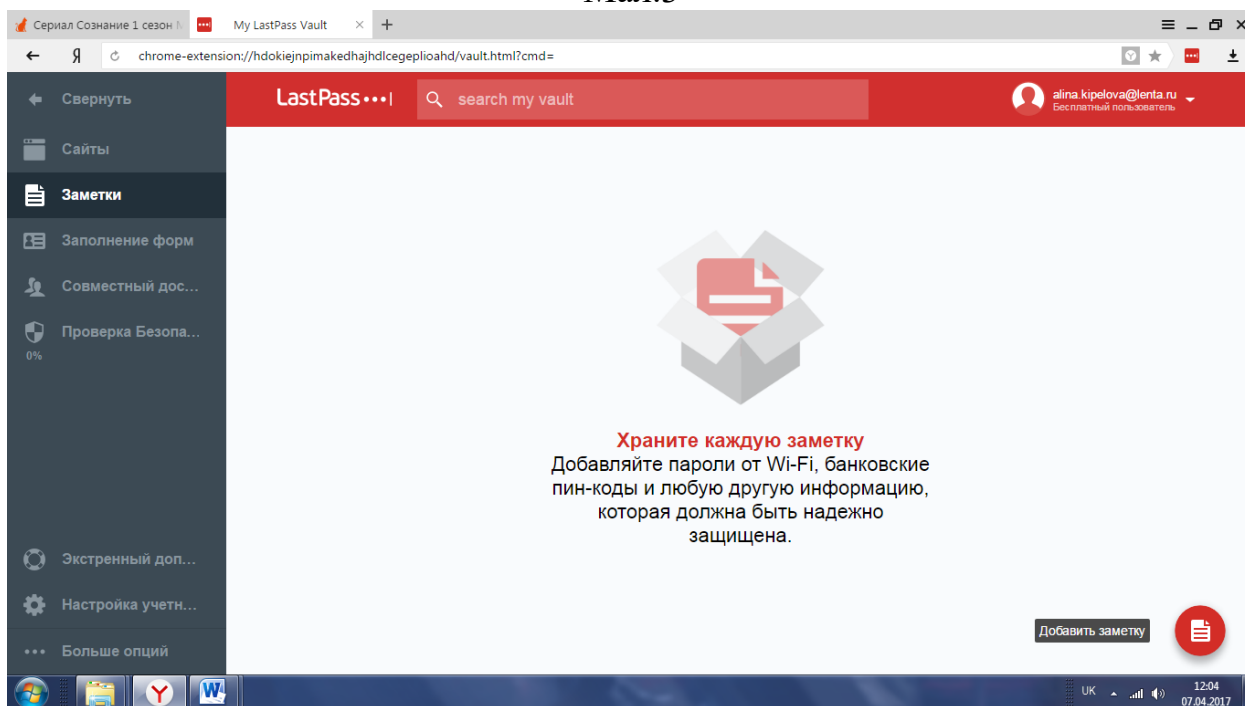 Мал.3
Сериал Сознание 1 сезон
My LastPass Vault
Я
chrome-extension://hdokiejnpimakedhajhdlcegeplioahd/vault.html?cmd=
Свернуть
LastPass
search my vault
alina.kipelova@lenta.ru
Бесплатный пользователь
Сайты
Заметки
Заполнение форм
Совместный дос...
Проверка Безопа...
0%
Храните каждую заметку
Добавляйте пароли от Wi-Fi, банковские
пин-коды и любую другую информацию,
которая должна быть надежно
защищена.
Экстренный доп...
Настройка учетн...
Добавить заметку
Больше опций
Y
W
UK
12:04
07.04.2017